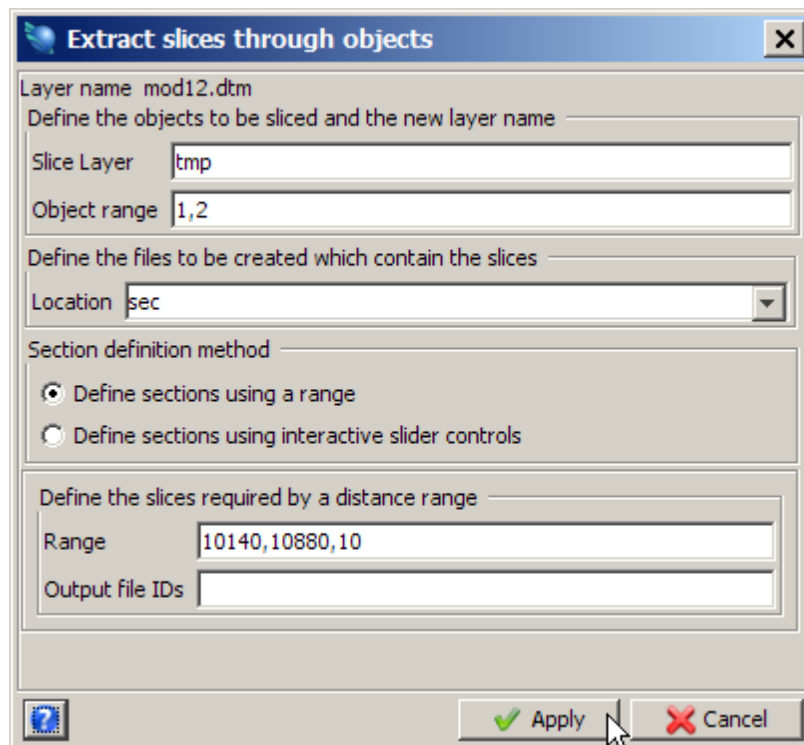 Extract slices through objects
Layer name mod12.dtm
Define the objects to be sliced and the new layer name
Slice Layer tmp
Object range 1,2
Define the files to be created which contain the slices
Location sec
Section definition method
Define sections using a range
Define sections using interactive slider controls
Define the slices required by a distance range
Range 10140,10880,10
Output file IDs
? Apply Cancel